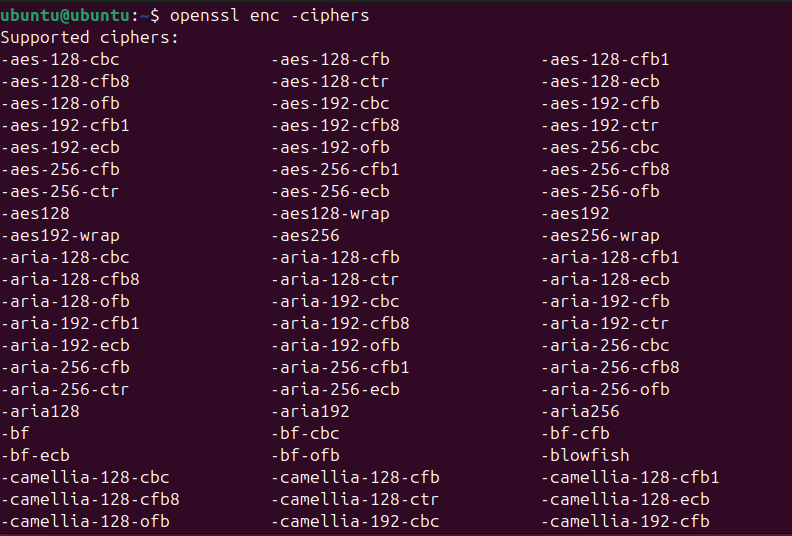 ubuntu@ubuntu:~$ openssl enc -ciphers
Supported ciphers:
-aes-128-cbc -aes-128-cfb -aes-128-cfb1
-aes-128-cfb8 -aes-128-ctr -aes-128-ecb
-aes-128-ofb -aes-192-cbc -aes-192-cfb
-aes-192-cfb1 -aes-192-cfb8 -aes-192-ctr
-aes-192-ecb -aes-192-ofb -aes-256-cbc
-aes-256-cfb -aes-256-cfb1 -aes-256-cfb8
-aes-256-ctr -aes-256-ecb -aes-256-ofb
-aes128 -aes128-wrap -aes192
-aes192-wrap -aes256 -aes256-wrap
-aria-128-cbc -aria-128-cfb -aria-128-cfb1
-aria-128-cfb8 -aria-128-ctr -aria-128-ecb
-aria-128-ofb -aria-192-cbc -aria-192-cfb
-aria-192-cfb1 -aria-192-cfb8 -aria-192-ctr
-aria-192-ecb -aria-192-ofb -aria-256-cbc
-aria-256-cfb -aria-256-cfb1 -aria-256-cfb8
-aria-256-ctr -aria-256-ecb -aria-256-ofb
-aria128 -aria192 -aria256
-bf -bf-cbc -bf-cfb
-bf-ecb -bf-ofb -blowfish
-camellia-128-cbc -camellia-128-cfb -camellia-128-cfb1
-camellia-128-cfb8 -camellia-128-ctr -camellia-128-ecb
-camellia-128-ofb -camellia-192-cbc -camellia-192-cfb